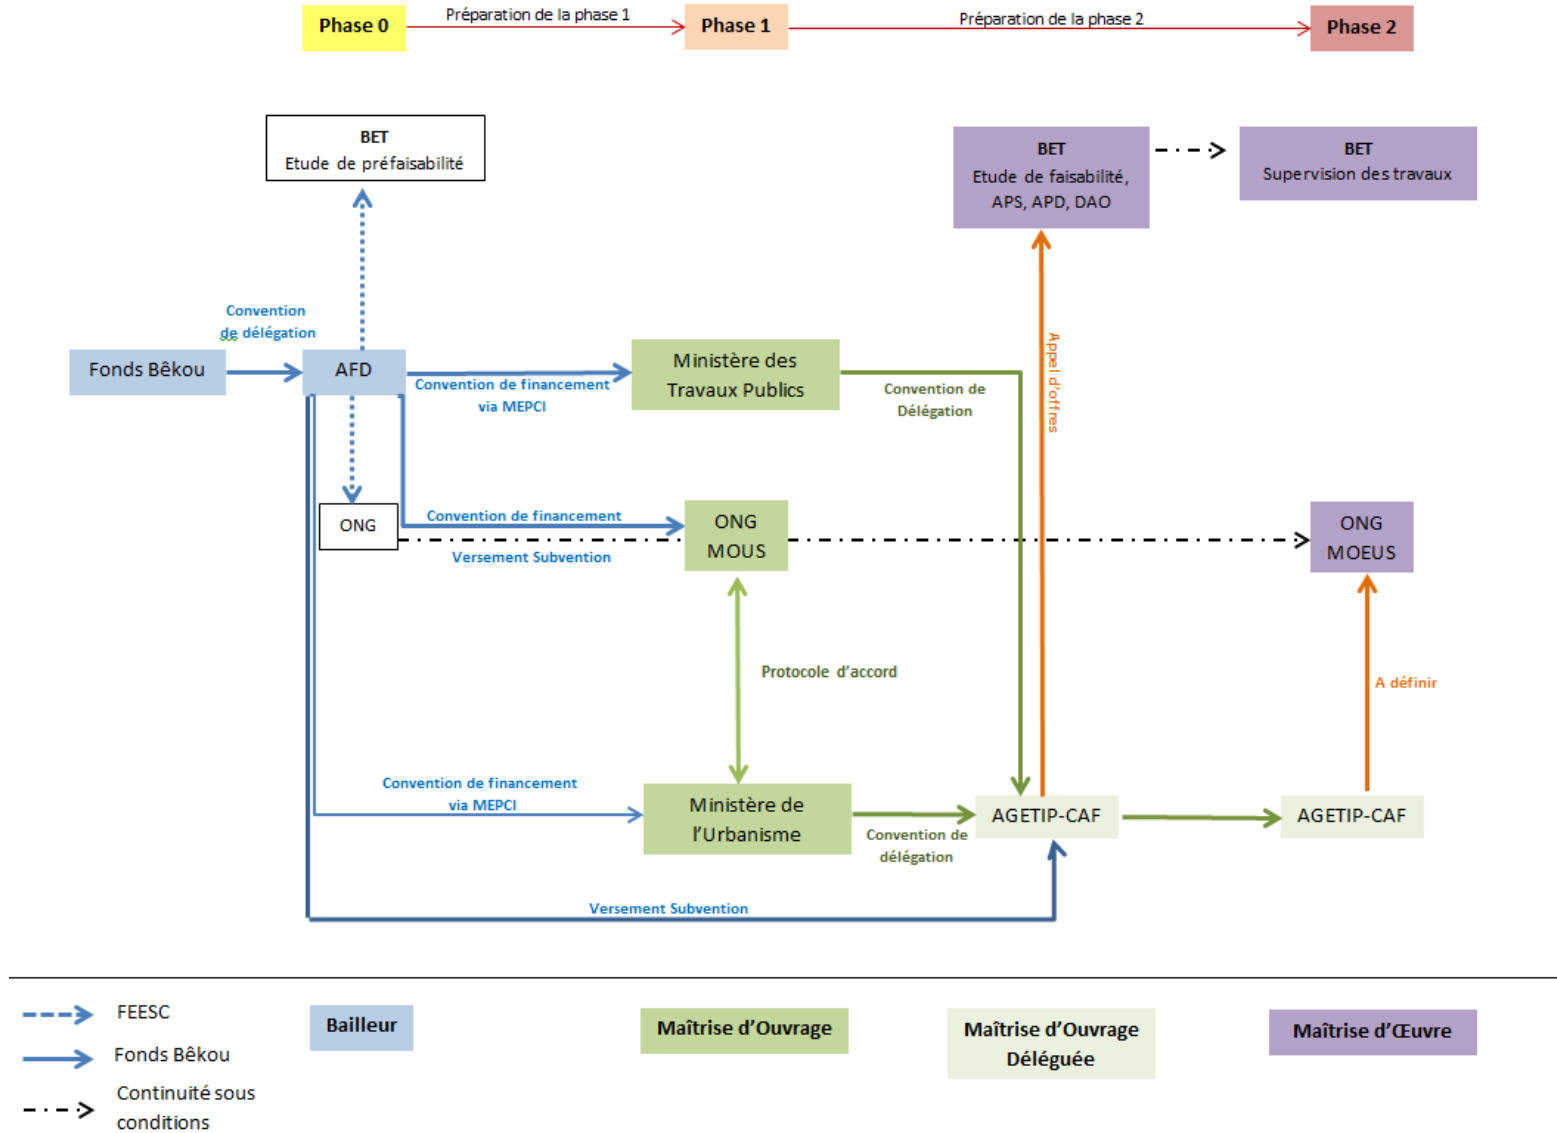 Phase 0
Préparation de la phase 1
Phase 1
Préparation de la phase 2
Phase 2
BET
Etude de préfaisabilité
BET
Etude de faisabilité,
APS, APD, DAO
BET
Supervision des travaux
Convention
de délégation
Fonds Bêkou
AFD
Convention de financement
via MEPCI
Ministère des
Travaux Publics
Convention de
Délégation
Appel d'offres
ONG
Convention de financement
Versement Subvention
ONG
MOUS
ONG
MOEUS
Protocole d'accord
A définir
Convention de financement
via MEPCI
Ministère de
l'Urbanisme
Convention de
délégation
AGETIP-CAF
AGETIP-CAF
Versement Subvention
FEESC
Fonds Bêkou
Continuité sous
conditions
Bailleur
Maîtrise d'Ouvrage
Maîtrise d'Ouvrage
Déléguée
Maîtrise d'Œuvre